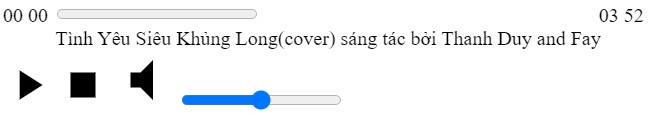 00 00 03 52
Tình Yêu Siêu Khủng Long(cover) sáng tác bởi Thanh Duy and Fay